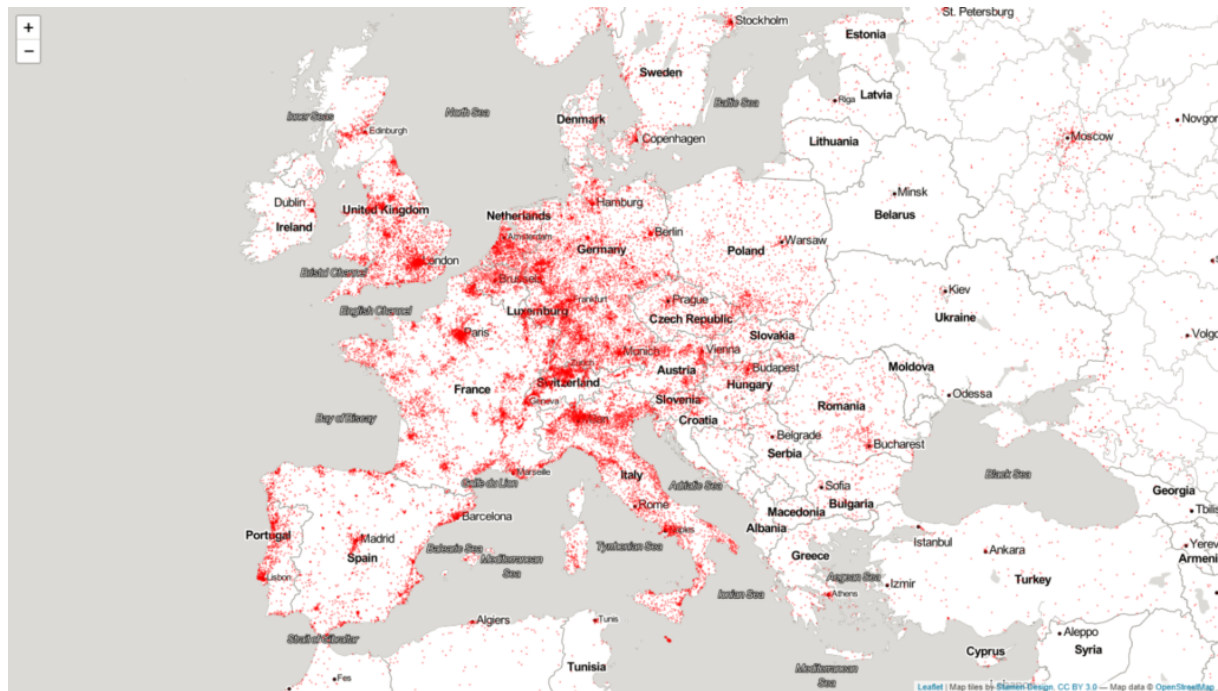 +
−
Stockholm
St. Petersburg
Estonia
Sweden
Baltic Sea
Riga
Latvia
North Sea
Inner Seas
Edinburgh
Denmark
Copenhagen
Lithuania
Moscow
Novgor
Minsk
Belarus
Dublin
Ireland
United Kingdom
Netherlands
Amsterdam
Hamburg
Berlin
Germany
Poland
Warsaw
Bristol Channel
London
Brussels
English Channel
Luxemburg
Frankfurt
Prague
Czech Republic
Slovakia
Kiev
Ukraine
Volgo
Paris
Munich
Vienna
Zurich
Austria
Budapest
Hungary
Moldova
France
Switzerland
Geneva
Slovenia
Croatia
Romania
Odessa
Bay of Biscay
Milan
Belgrade
Serbia
Bucharest
Marseille
Golfe du Lion
Italy
Adriatic Sea
Sofia
Bulgaria
Black Sea
Georgia
Tbilis
Portugal
Madrid
Spain
Barcelona
Balearic Sea
Mediterranean
Sea
Rome
Naples
Tyrrhenian Sea
Macedonia
Albania
Greece
Istanbul
Ankara
Yerev
Armeni
Lisbon
Ionian Sea
Aegean Sea
Athens
Izmir
Turkey
Strait of Gibraltar
Algiers
Tunis
Tunisia
Fes
Mediterranean
Sea
Cyprus
Aleppo
Syria
Lebanon
Leaflet | Map tiles by Stamen Design, CC BY 3.0 — Map data © OpenStreetMap